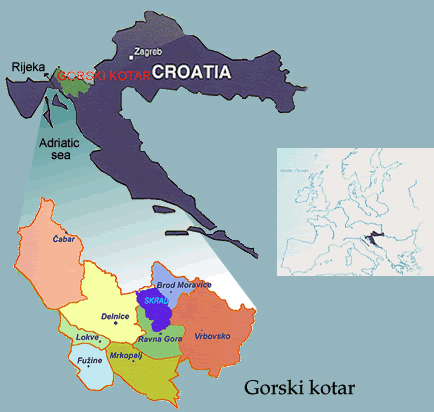 Zagreb
Rijeka
GORSKI KOTAR
CROATIA
Adriatic
sea
Čabar
Brod Moravice
SKRAD
Delnice
Lokve
Ravna Gora
Vrbovsko
Fužine
Mrkopalj
Gorski kotar